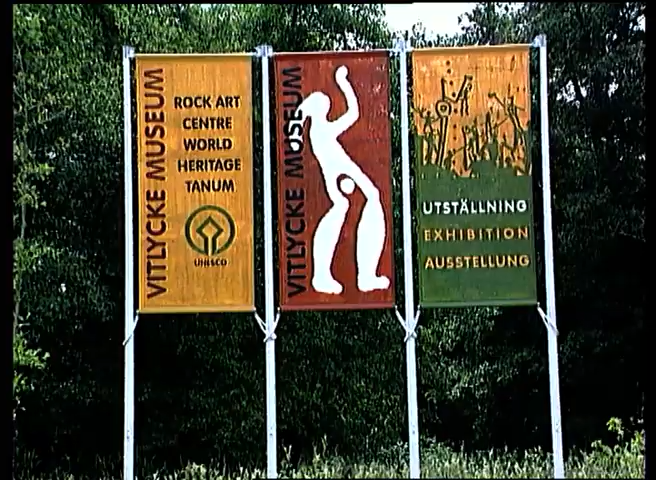 VITLYCKE MUSEUM
ROCK ART
CENTRE
WORLD
HERITAGE
TANUM
UNESCO
VITLYCKE MUSEUM
UTSTÄLLNING
EXHIBITION
AUSSTELLUNG